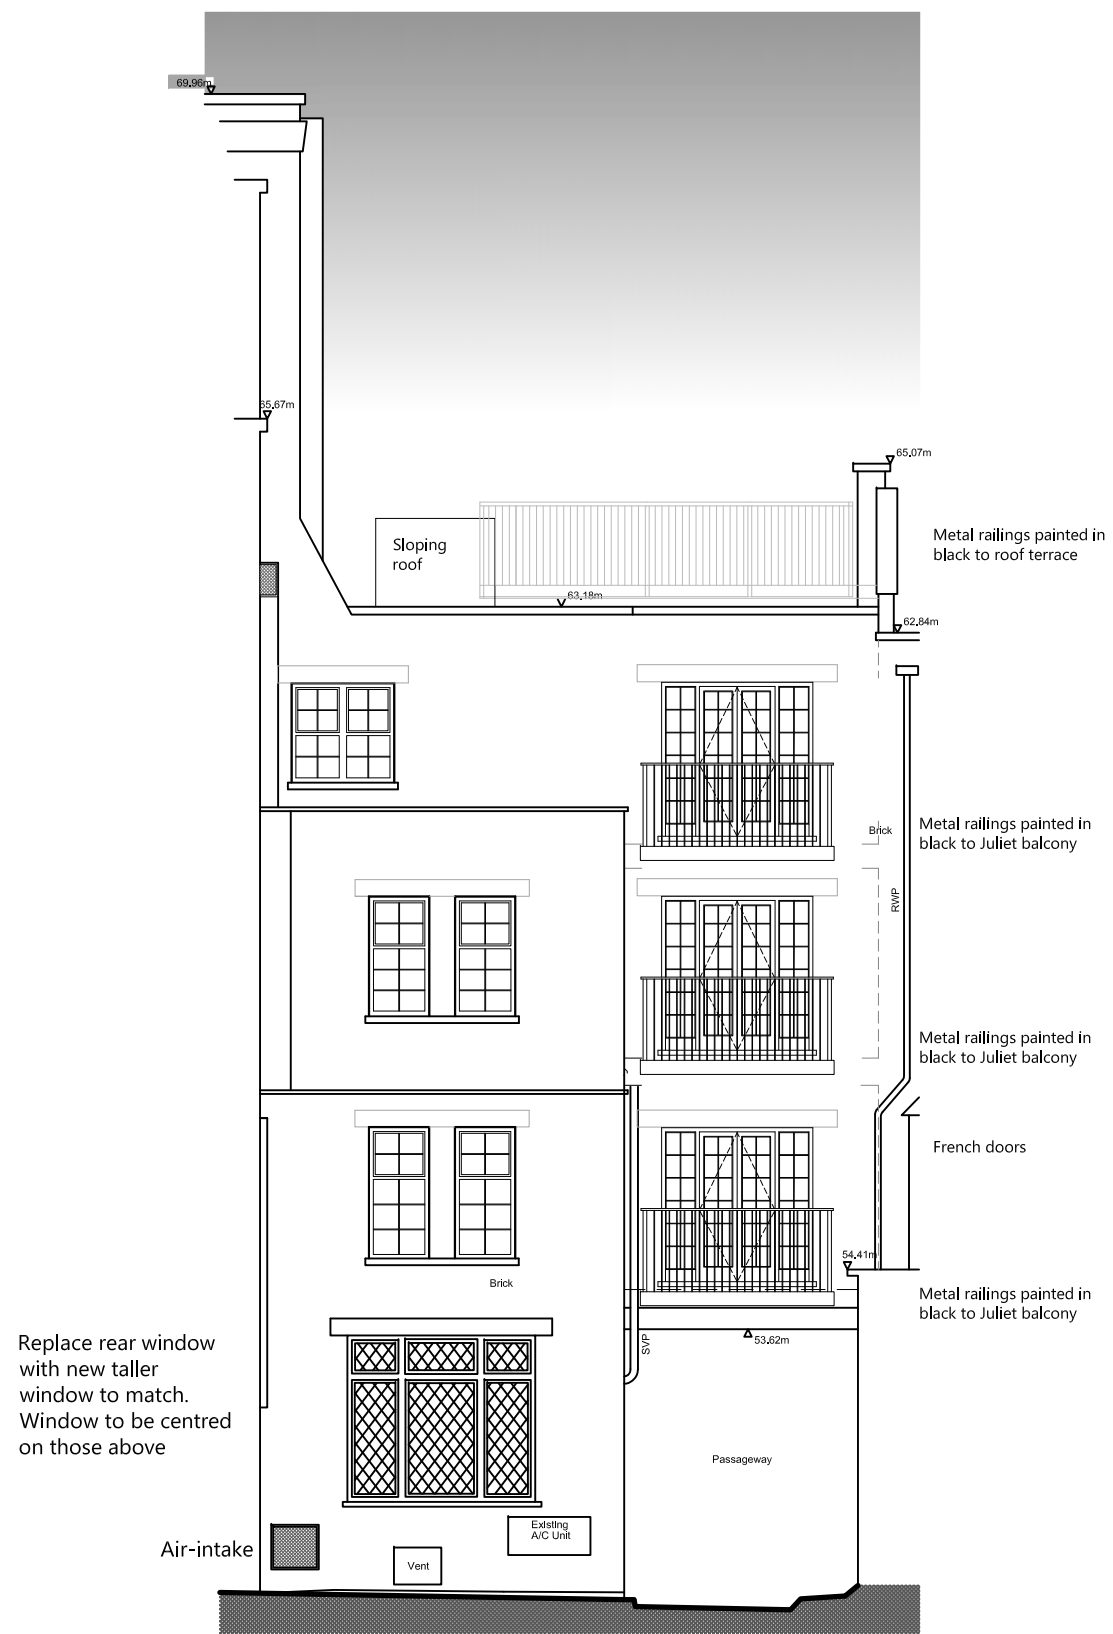 69.96m
65.67m
65.07m
Metal railings painted in
black to roof terrace
Sloping
roof
63.18m
62.84m
Metal railings painted in
black to Juliet balcony
Brick
RWP
Metal railings painted in
black to Juliet balcony
French doors
54.41m
Brick
Metal railings painted in
black to Juliet balcony
Replace rear window
with new taller
window to match.
Window to be centred
on those above
SVP
53.62m
Passageway
Existing
A/C Unit
Air-intake
Vent